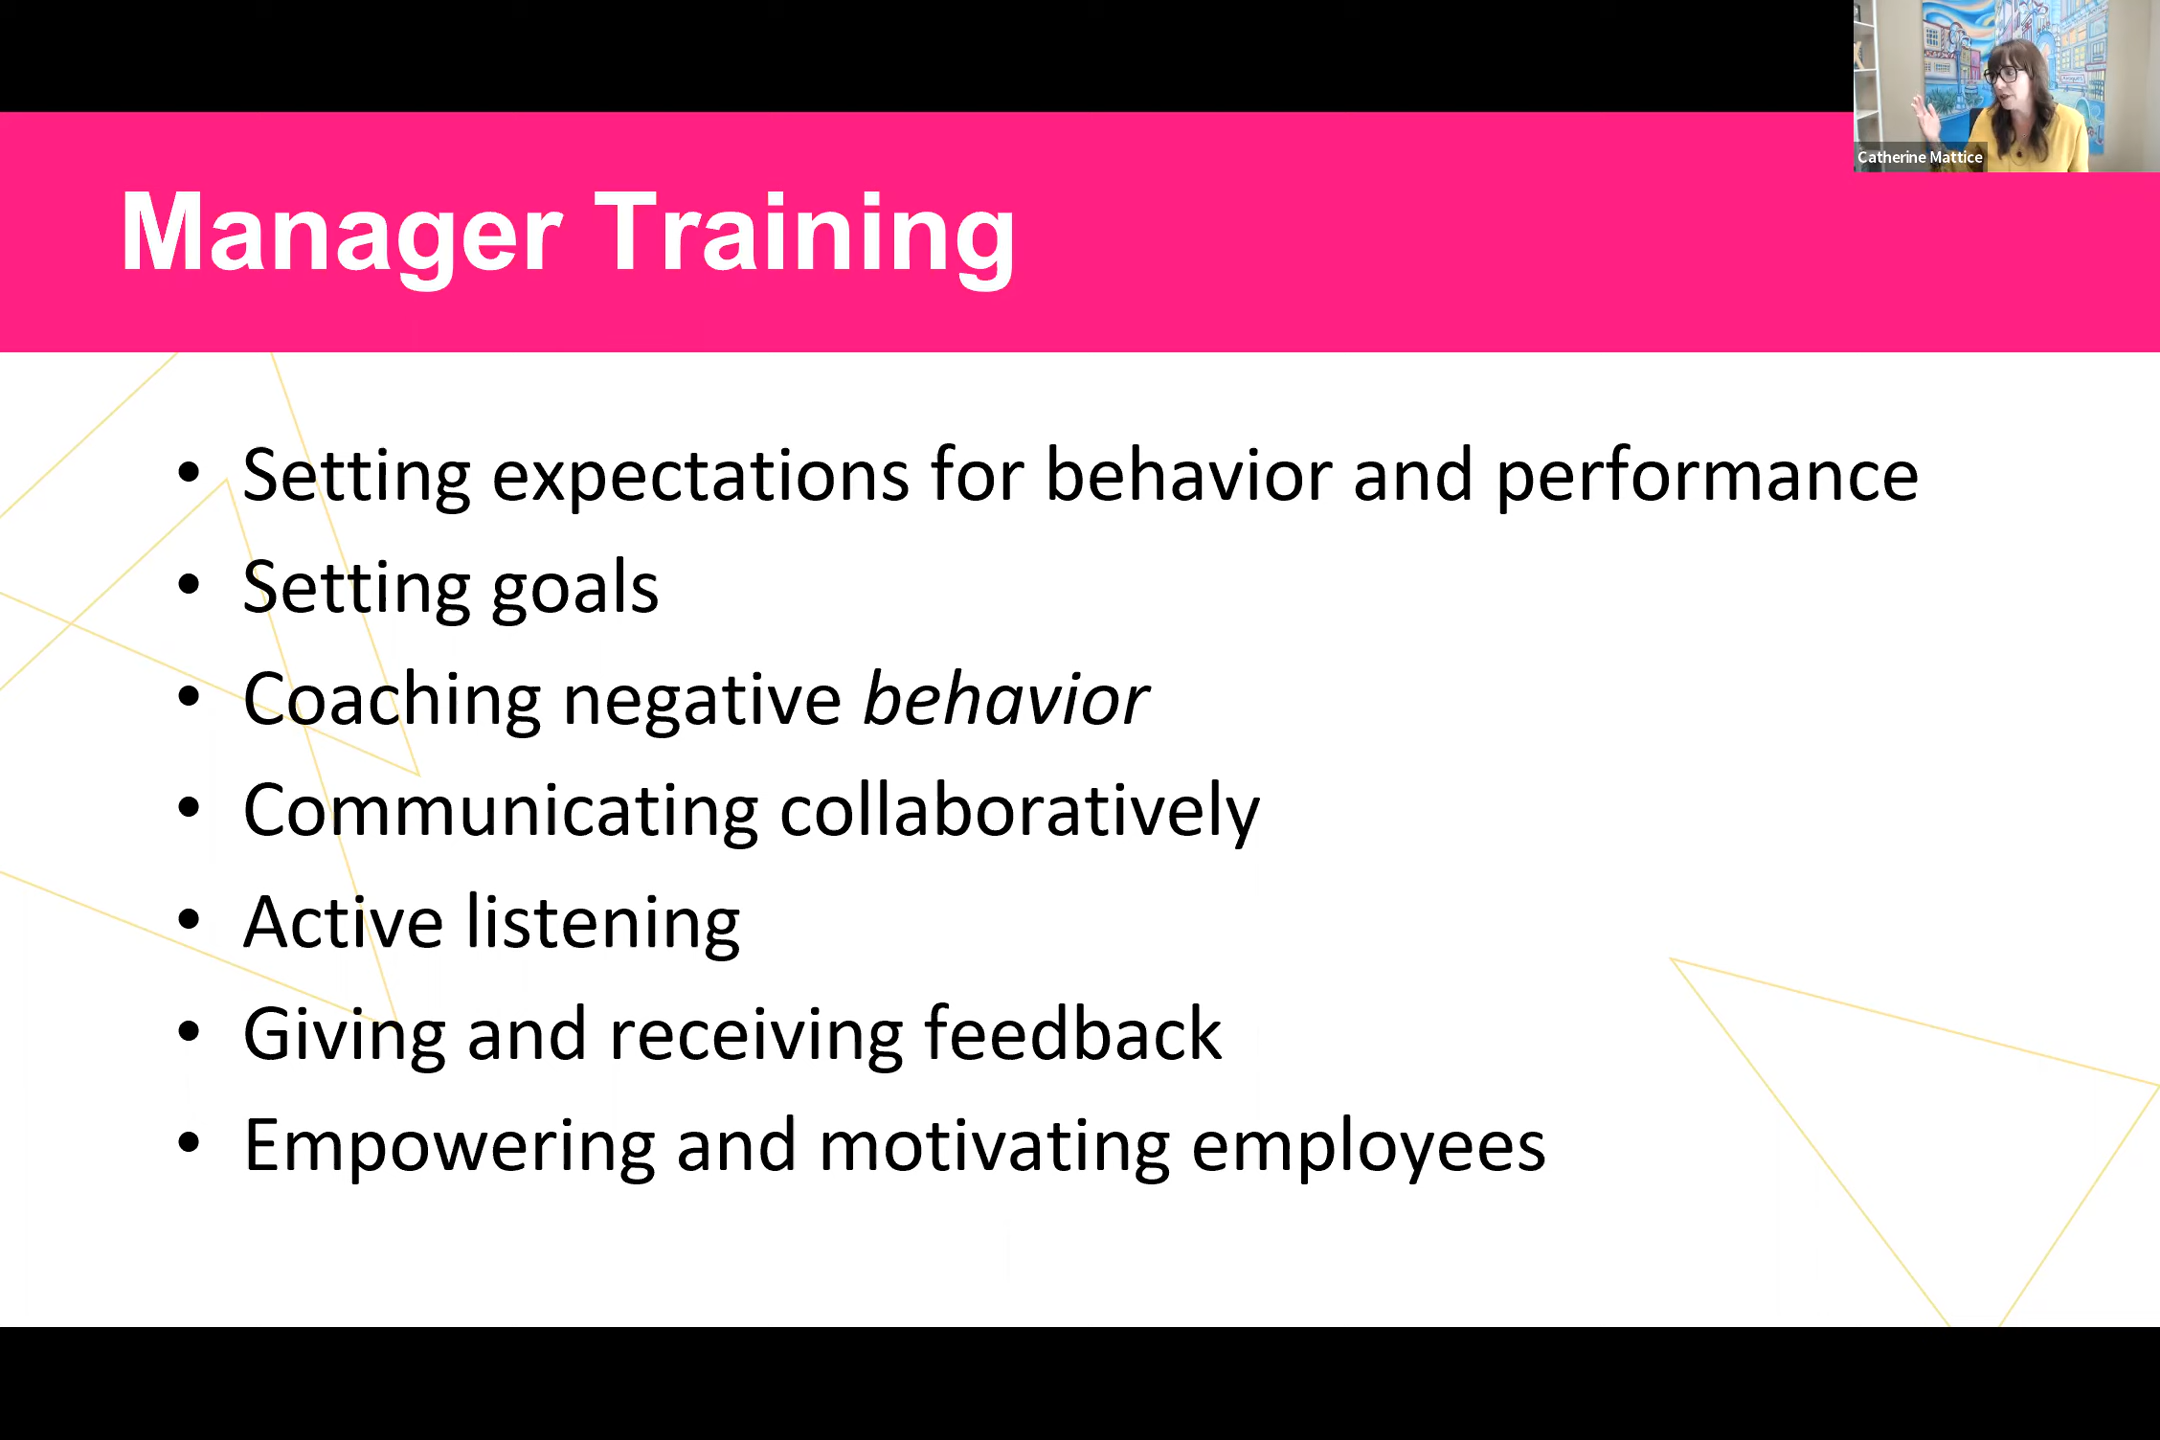 Catherine Mattice
Manager Training
• Setting expectations for behavior and performance
• Setting goals
• Coaching negative behavior
• Communicating collaboratively
• Active listening
• Giving and receiving feedback
• Empowering and motivating employees